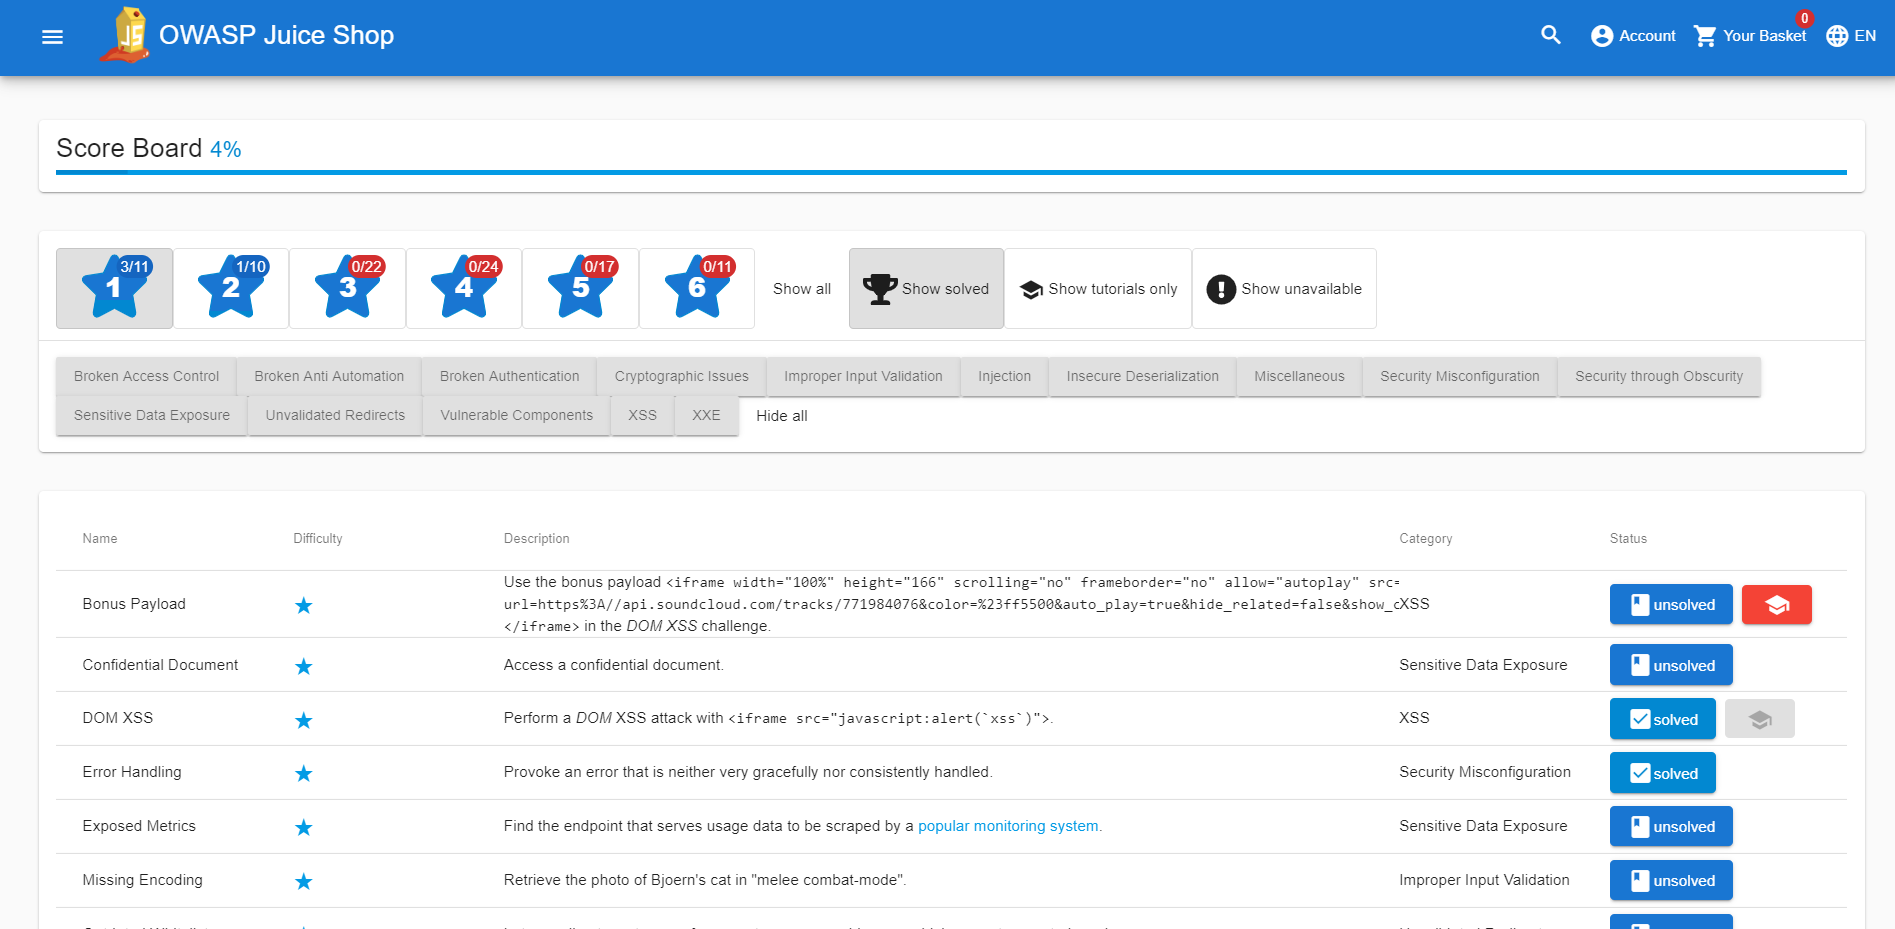 OWASP Juice Shop
Account
0
Your Basket
EN
Score Board 4%
3/11
1
1/10
2
0/22
3
0/24
4
0/17
5
0/11
6
Show all
Show solved
Show tutorials only
Show unavailable
Broken Access Control
Broken Anti Automation
Broken Authentication
Cryptographic Issues
Improper Input Validation
Injection
Insecure Deserialization
Miscellaneous
Security Misconfiguration
Security through Obscurity
Sensitive Data Exposure
Unvalidated Redirects
Vulnerable Components
XSS
XXE
Hide all
Name Difficulty Description Category Status
Bonus Payload
Use the bonus payload <iframe width="100%" height="166" scrolling="no" frameborder="no" allow="autoplay" src=
url=https%3A//api.soundcloud.com/tracks/771984076&color=%23ff5500&auto_play=true&hide_related=false&show_c
</iframe> in the DOM XSS challenge.
XSS
unsolved
Confidential Document
Access a confidential document.
Sensitive Data Exposure
unsolved
DOM XSS
Perform a DOM XSS attack with <iframe src="javascript:alert(`xss`)">.
XSS
solved
Error Handling
Provoke an error that is neither very gracefully nor consistently handled.
Security Misconfiguration
solved
Exposed Metrics
Find the endpoint that serves usage data to be scraped by a popular monitoring system.
Sensitive Data Exposure
unsolved
Missing Encoding
Retrieve the photo of Bjoern's cat in "melee combat-mode".
Improper Input Validation
unsolved